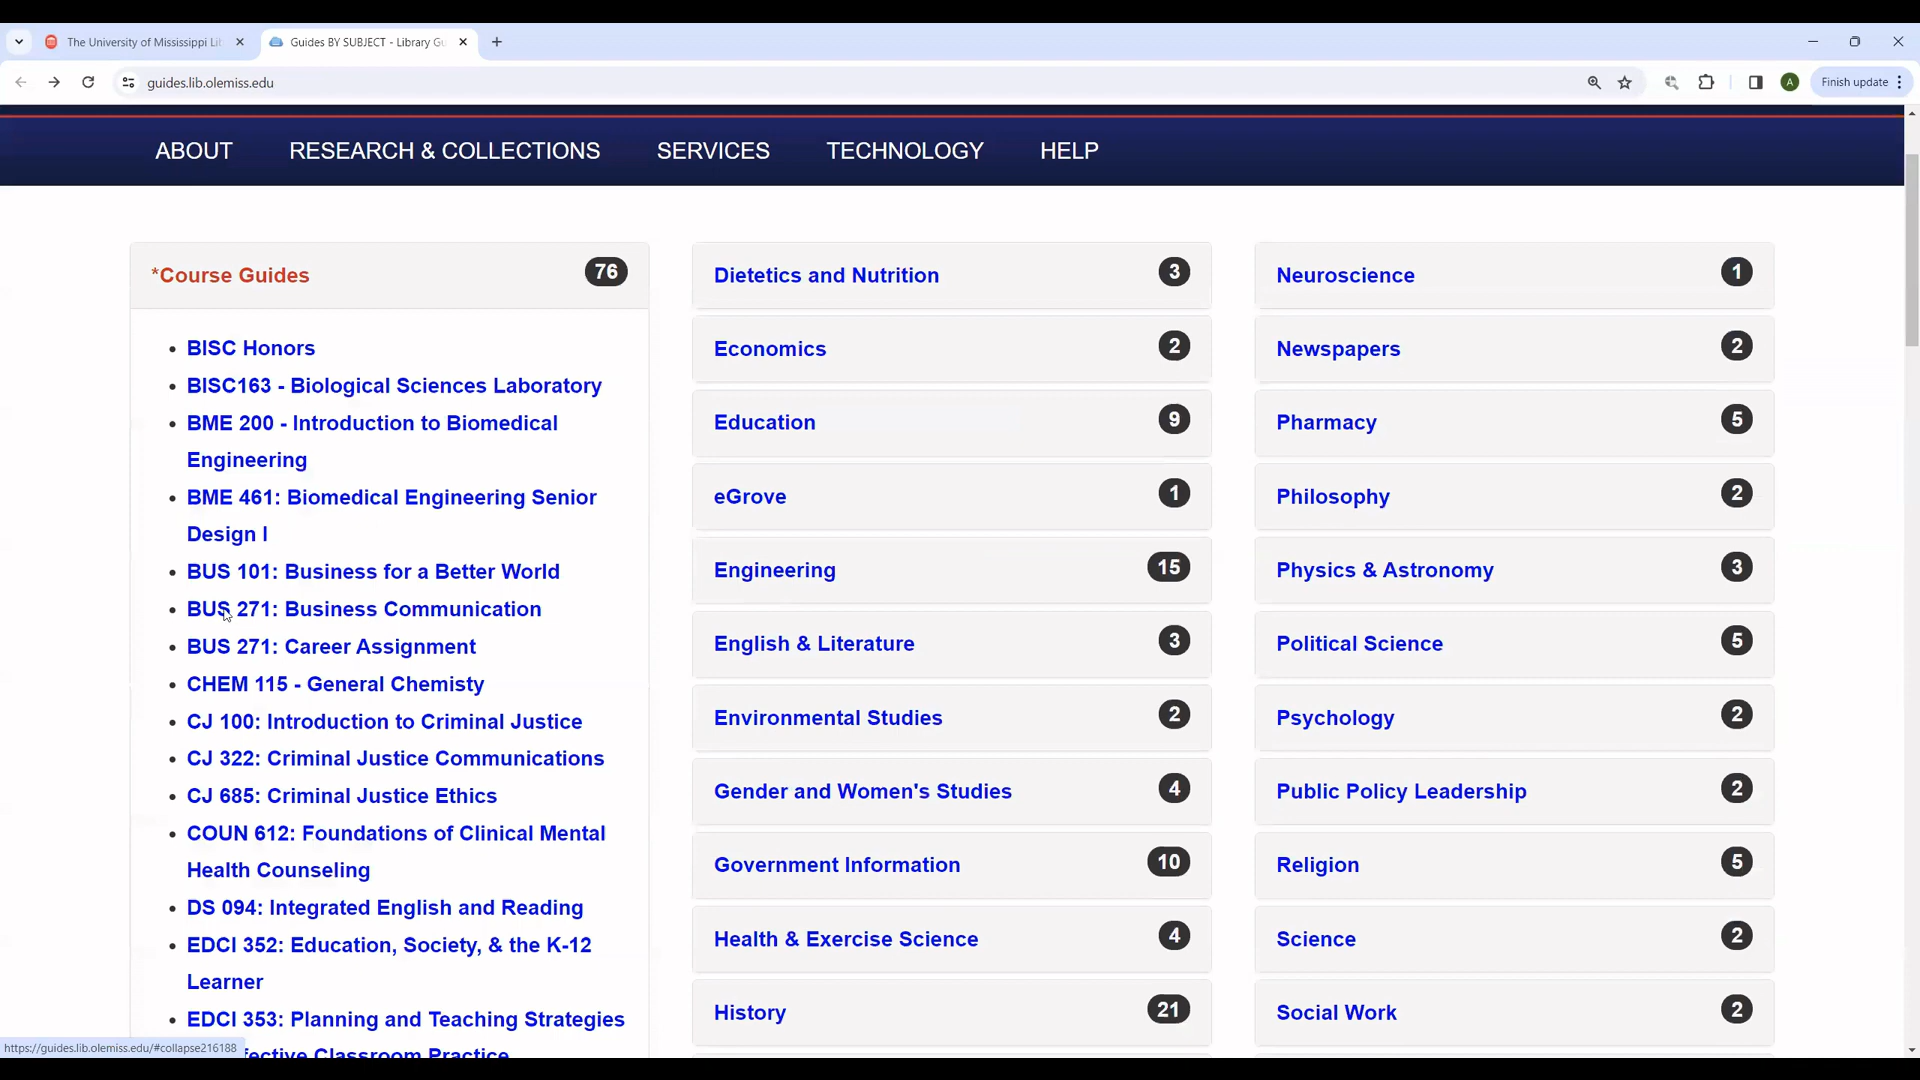 The University of Mississippi Li
Guides BY SUBJECT - Library Gu
guides.lib.olemiss.edu
A
Finish update
ABOUT
RESEARCH & COLLECTIONS
SERVICES
TECHNOLOGY
HELP
*Course Guides
76
BISC Honors
BISC163 - Biological Sciences Laboratory
BME 200 - Introduction to Biomedical
Engineering
BME 461: Biomedical Engineering Senior
Design I
BUS 101: Business for a Better World
BUS 271: Business Communication
BUS 271: Career Assignment
CHEM 115 - General Chemisty
CJ 100: Introduction to Criminal Justice
CJ 322: Criminal Justice Communications
CJ 685: Criminal Justice Ethics
COUN 612: Foundations of Clinical Mental
Health Counseling
DS 094: Integrated English and Reading
EDCI 352: Education, Society, & the K-12
Learner
EDCI 353: Planning and Teaching Strategies
Classroom Practice
Dietetics and Nutrition
3
Economics
2
Education
9
eGrove
1
Engineering
15
English & Literature
3
Environmental Studies
2
Gender and Women's Studies
4
Government Information
10
Health & Exercise Science
4
History
21
Neuroscience
1
Newspapers
2
Pharmacy
5
Philosophy
2
Physics & Astronomy
3
Political Science
5
Psychology
2
Public Policy Leadership
2
Religion
5
Science
2
Social Work
2
https://guides.lib.olemiss.edu/#collapse216188